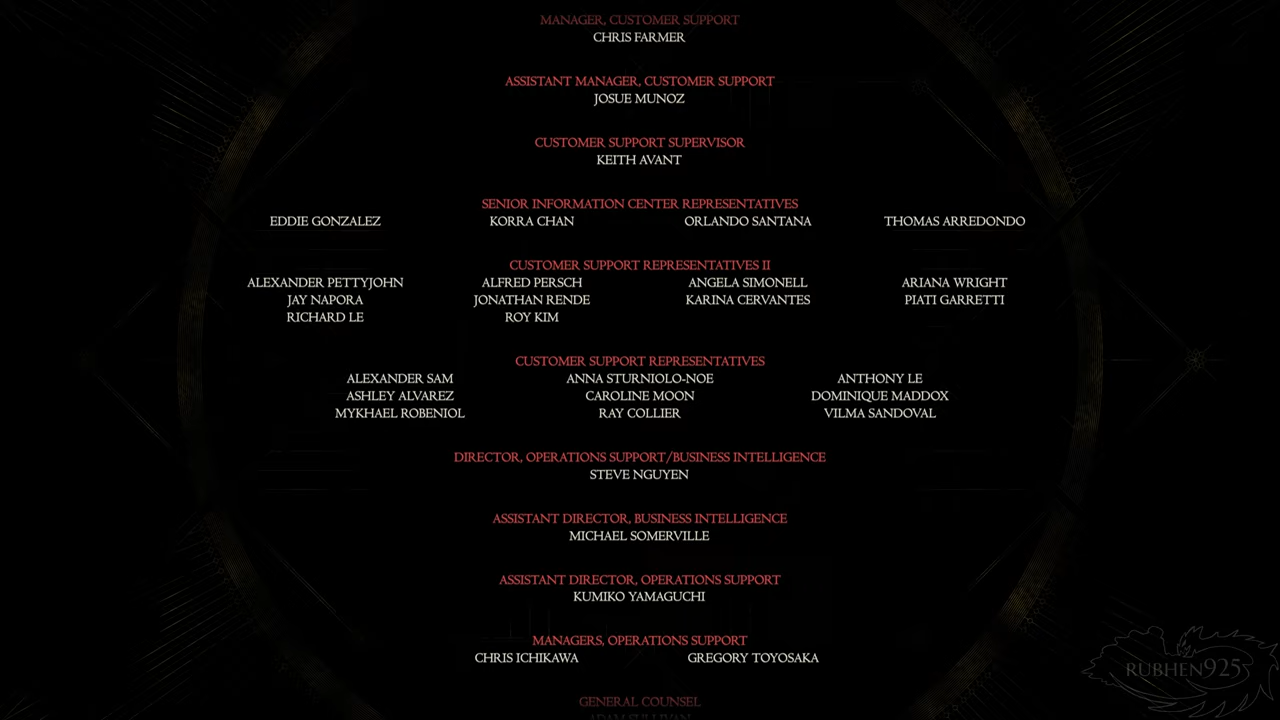 MANAGER, CUSTOMER SUPPORT
CHRIS FARMER
ASSISTANT MANAGER, CUSTOMER SUPPORT
JOSUE MUNOZ
CUSTOMER SUPPORT SUPERVISOR
KEITH AVANT
SENIOR INFORMATION CENTER REPRESENTATIVES
EDDIE GONZALEZ KORRA CHAN ORLANDO SANTANA THOMAS ARREDONDO
CUSTOMER SUPPORT REPRESENTATIVES II
ALEXANDER PETTYJOHN ALFRED PERSCH ANGELA SIMONELL ARIANA WRIGHT
JAY NAPORA JONATHAN RENDE KARINA CERVANTES PIATI GARRETTI
RICHARD LE ROY KIM
CUSTOMER SUPPORT REPRESENTATIVES
ALEXANDER SAM ANNA STURNIOLO-NOE ANTHONY LE
ASHLEY ALVAREZ CAROLINE MOON DOMINIQUE MADDOX
MYKHAEL ROBENIOL RAY COLLIER VILMA SANDOVAL
DIRECTOR, OPERATIONS SUPPORT/BUSINESS INTELLIGENCE
STEVE NGUYEN
ASSISTANT DIRECTOR, BUSINESS INTELLIGENCE
MICHAEL SOMERVILLE
ASSISTANT DIRECTOR, OPERATIONS SUPPORT
KUMIKO YAMAGUCHI
MANAGERS, OPERATIONS SUPPORT
CHRIS ICHIKAWA GREGORY TOYOSAKA
RUBHEN925
GENERAL COUNSEL